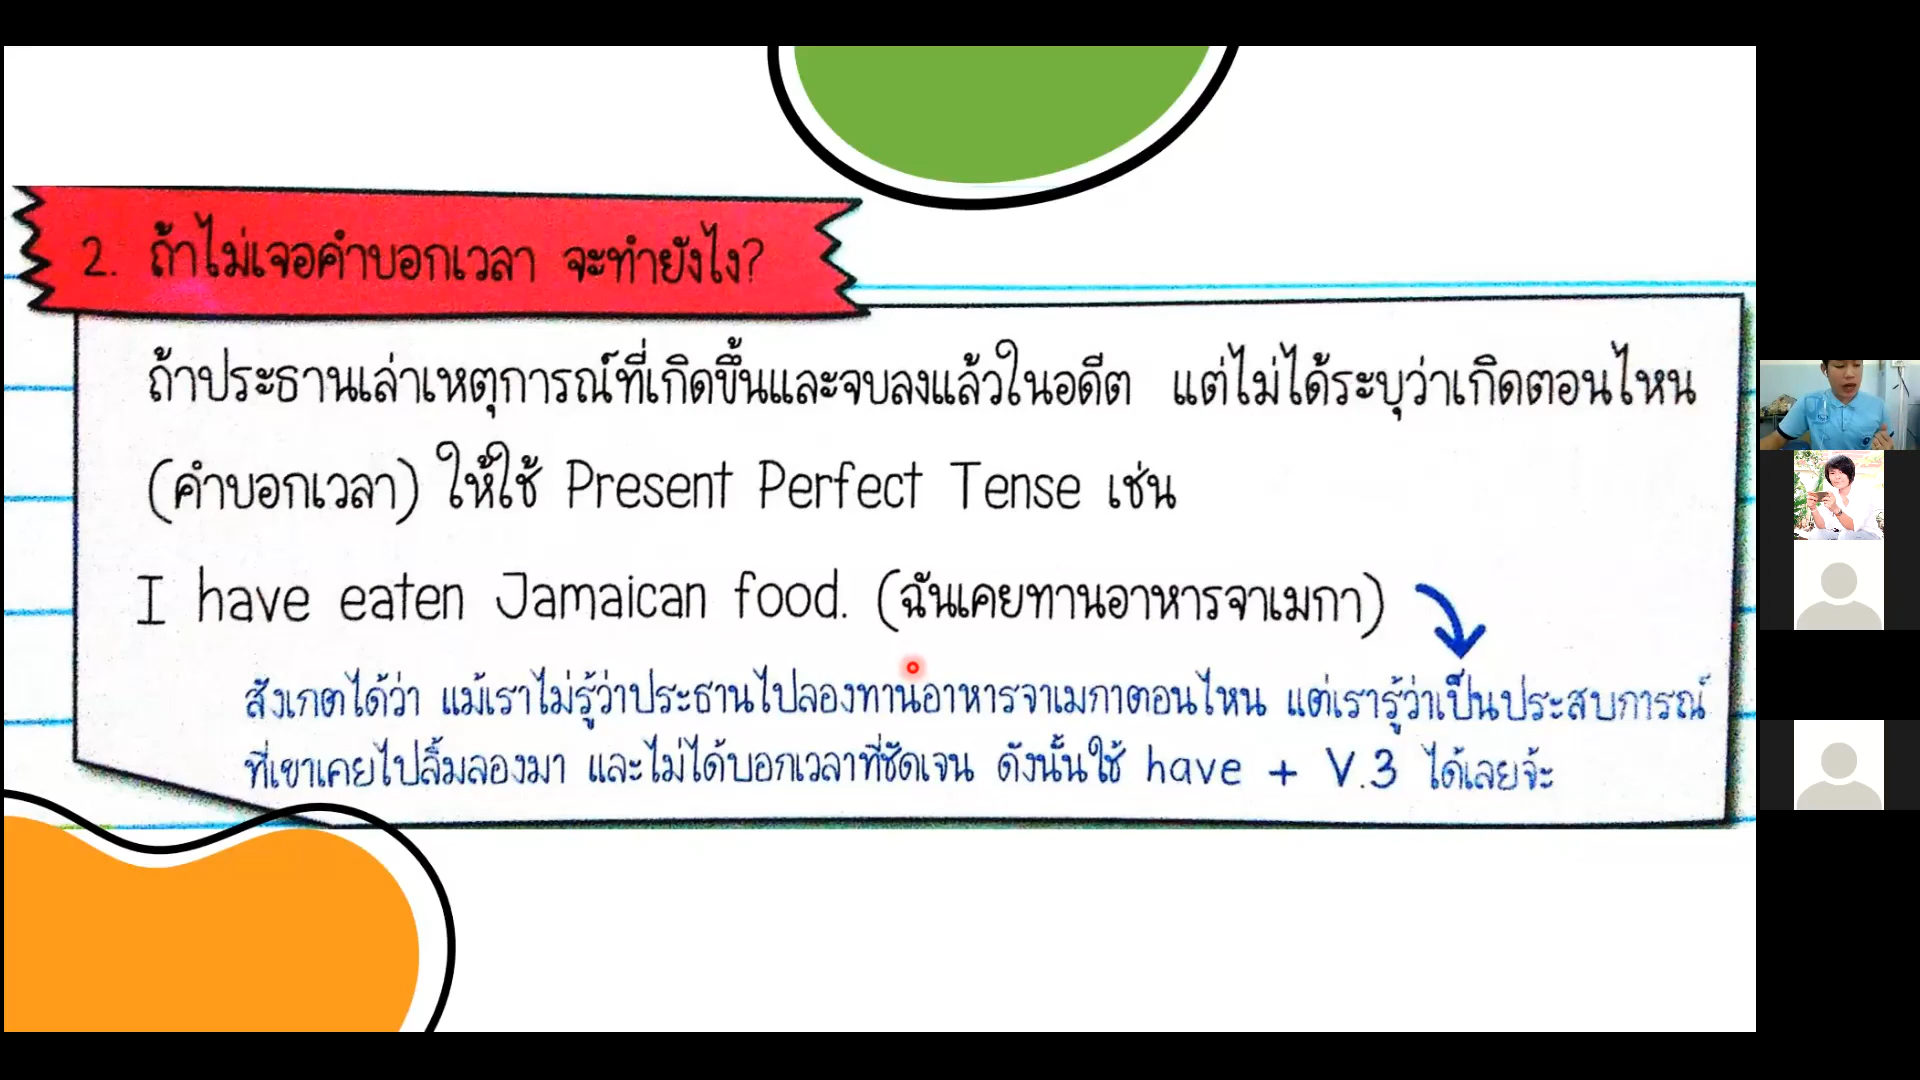 2. ถ้าไม่เจอคำบอกเวลา จะทำยังไง?
ถ้าประธานเล่าเหตุการณ์ที่เกิดขึ้นและจบลงแล้วในอดีต แต่ไม่ได้ระบุว่าเกิดตอนไหน
(คำบอกเวลา) ให้ใช้ Present Perfect Tense เช่น
I have eaten Jamaican food. (ฉันเคยทานอาหารจาเมกา)
สังเกตได้ว่า แม้เราไม่รู้ว่าประธานไปลองทานอาหารจาเมกาตอนไหน แต่เรารู้ว่าเป็นประสบการณ์
ที่เขาเคยไปลิ้มลองมา และไม่ได้บอกเวลาที่ชัดเจน ดังนั้นใช้ have + V.3 ได้เลยจ้ะ